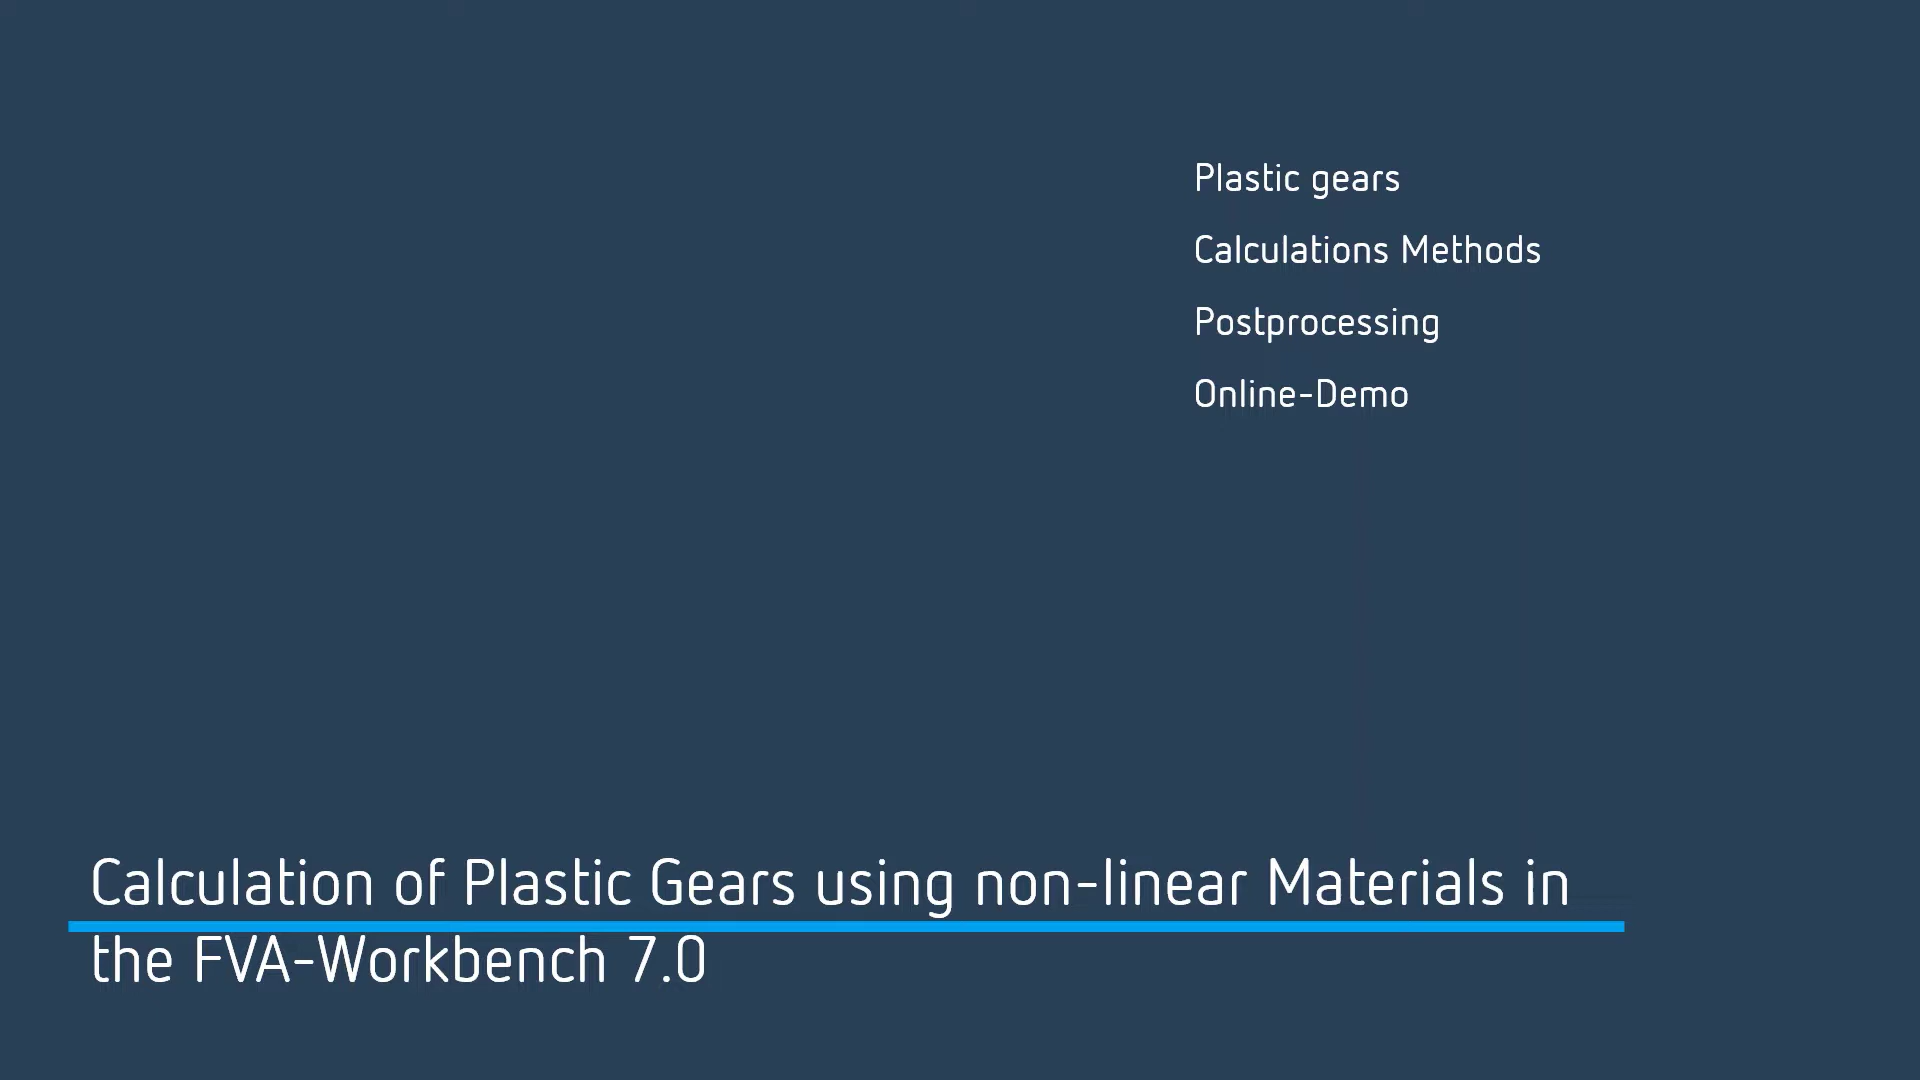 Plastic gears
Calculations Methods
Postprocessing
Online-Demo
Calculation of Plastic Gears using non-linear Materials in
the FVA-Workbench 7.0